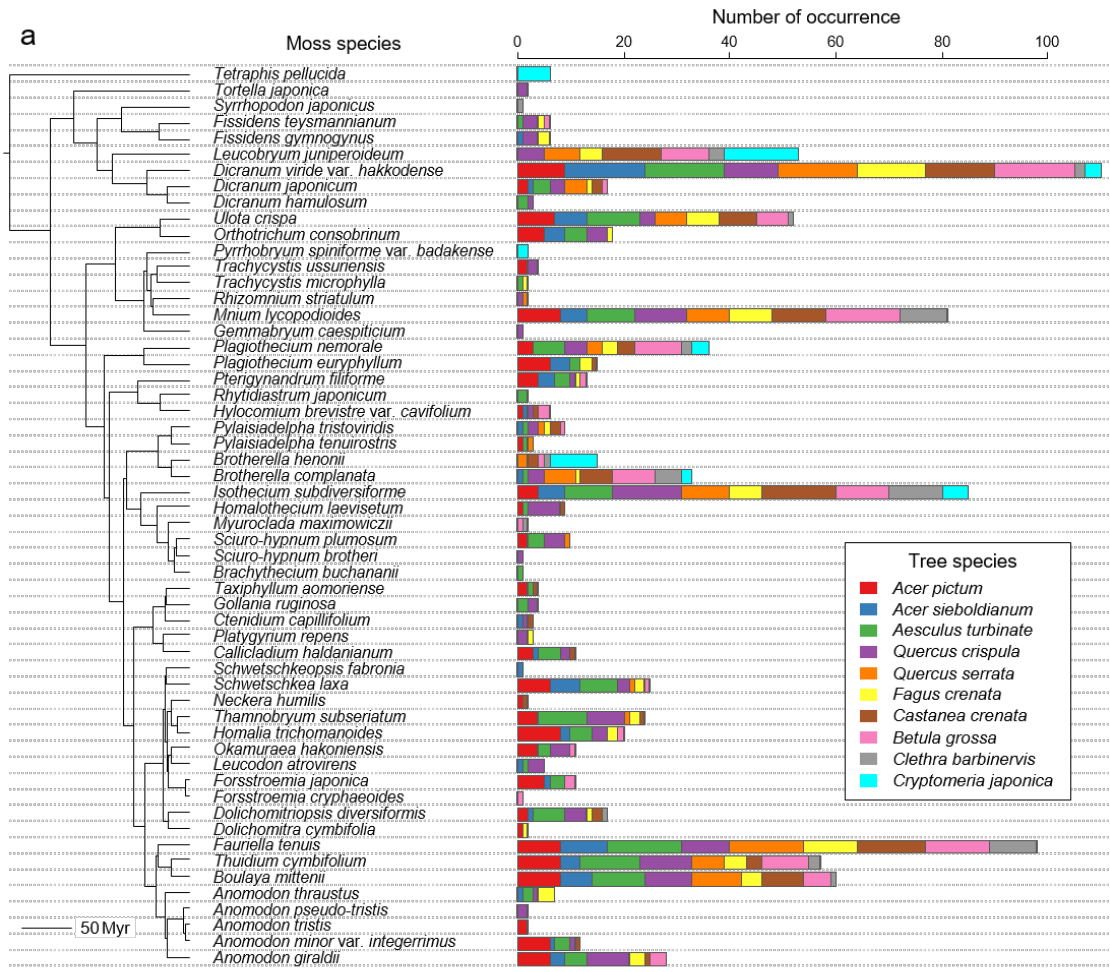 a
Moss species
Number of occurrence
0 20 40 60 80 100
Tetraphis pellucida
Tortella japonica
Syrrhopodon japonicus
Fissidens teysmannianum
Fissidens gymnogynus
Leucobryum juniperoideum
Dicranum viride var. hakkodense
Dicranum japonicum
Dicranum hamulosum
Ulota crispa
Orthotrichum consobrinum
Pyrrhobryum spiniforme var. badakense
Trachycystis ussuriensis
Trachycystis microphylla
Rhizomnium striatulum
Mnium lycopodioides
Gemmabryum caespiticium
Plagiothecium nemorale
Plagiothecium euryphyllum
Pterigynandrum filiforme
Rhytidiastrum japonicum
Hylocomium brevistre var. cavifolium
Pylaisiadelpha tristoviridis
Pylaisiadelpha tenuirostris
Brotherella henonii
Brotherella complanata
Isothecium subdiversiforme
Homalothecium laevisetum
Myuroclada maximowiczii
Sciuro-hypnum plumosum
Sciuro-hypnum brotheri
Brachythecium buchananii
Taxiphyllum aomoriense
Gollania ruginosa
Ctenidium capillifolium
Platygynum repens
Callicladium haldanianum
Schwetschkeopsis fabronia
Schwetschkea laxa
Neckera humilis
Thamnobryum subseriatum
Homalia trichomanoides
Okamuraea hakoniensis
Leucodon atrovirens
Forsstroemia japonica
Forsstroemia cryphaeoides
Dolichomitriopsis diversiformis
Dolichomitra cymbifolia
Fauriella tenuis
Thuidium cymbifolium
Boulaya mittenii
Anomodon thraustus
Anomodon pseudo-tristis
Anomodon tristis
Anomodon minor var. integerrimus
Anomodon giraldii
50 Myr
Tree species
Acer pictum
Acer sieboldianum
Aesculus turbinate
Quercus crispula
Quercus serrata
Fagus crenata
Castanea crenata
Betula grossa
Clethra barbinervis
Cryptomeria japonica